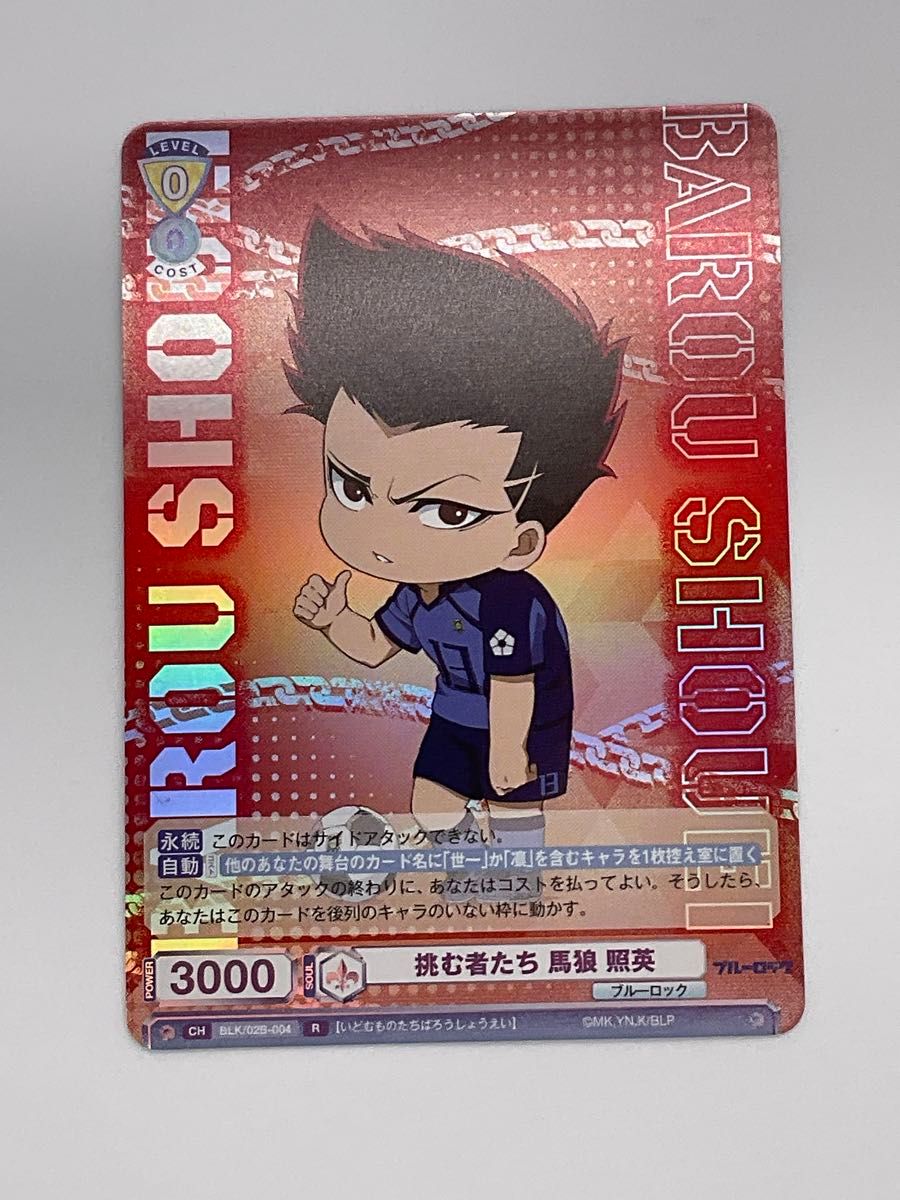 LEVEL
0
0
COST
BAROU SHOUEI
BAROU SHOUEI
13
13
永続 このカードはサイドアタックできない。
自動 [コスト 他のあなたの舞台のカード名に「世一」か「凛」を含むキャラを1枚控え室に置く
このカードのアタックの終わりに、あなたはコストを払ってよい。そうしたら、
あなたはこのカードを後列のキャラのいない枠に動かす。
POWER 3000 SOUL 挑む者たち 馬狼 照英 ブルーロック
ブルーロック
CH BLK/02B-004 R 【いどむものたちばろうしょうえい】 ©MK,YN,K/BLP